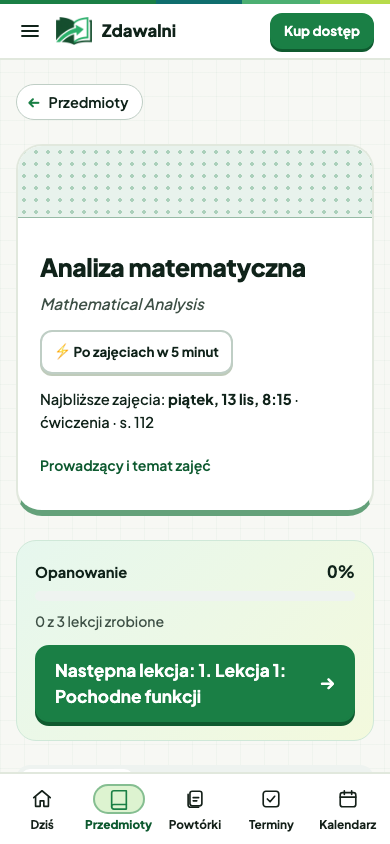 Zdawalni
Kup dostęp
← Przedmioty
Analiza matematyczna
Mathematical Analysis
⚡ Po zajęciach w 5 minut
Najbliższe zajęcia: piątek, 13 lis, 8:15 ·
ćwiczenia · s. 112
Prowadzący i temat zajęć
Opanowanie
0%
0 z 3 lekcji zrobione
Następna lekcja: 1. Lekcja 1:
Pochodne funkcji →
Dziś
Przedmioty
Powtórki
Terminy
Kalendarz